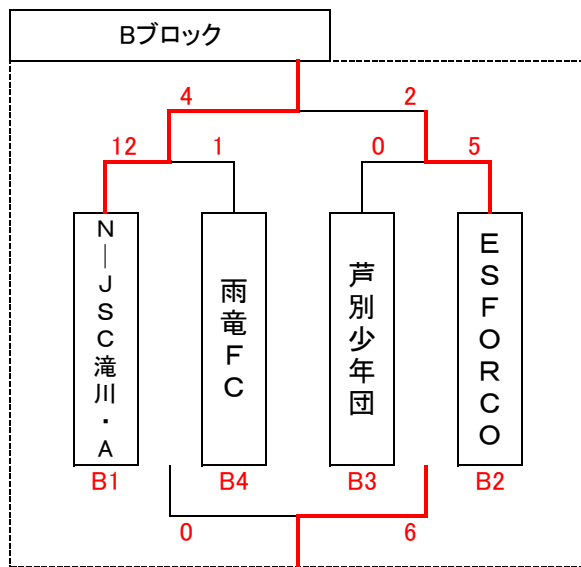 Bブロック
4 2
12 1 0 5
N―JSC滝川・A
雨竜FC
芦別少年団
ESFORCO
B1 B4 B3 B2
0 6